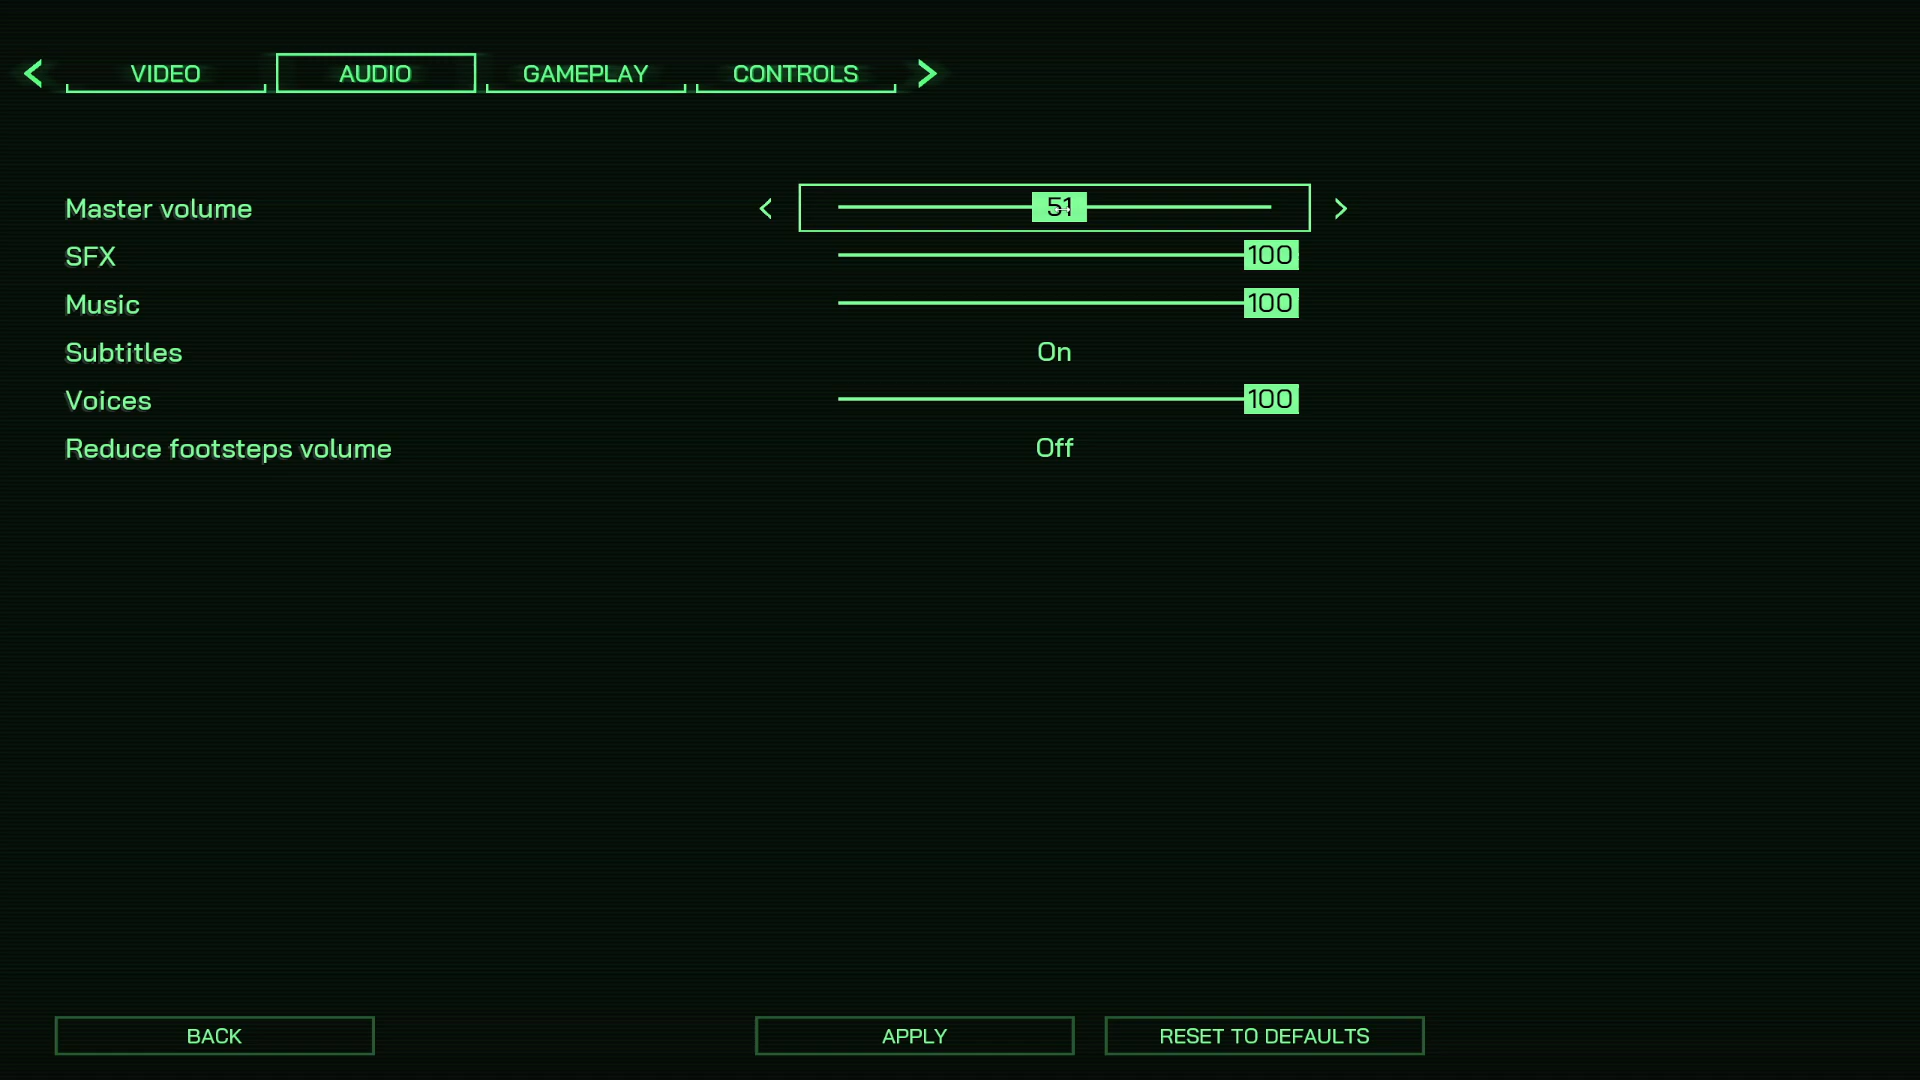 VIDEO AUDIO GAMEPLAY CONTROLS
Master volume 51
SFX 100
Music 100
Subtitles On
Voices 100
Reduce footsteps volume Off
BACK APPLY RESET TO DEFAULTS